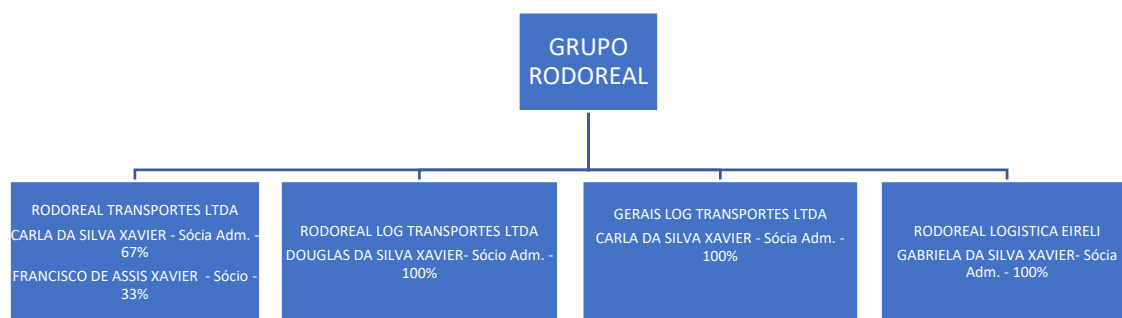 GRUPO
RODOREAL
RODOREAL TRANSPORTES LTDA
CARLA DA SILVA XAVIER - Sócia Adm. -
67%
FRANCISCO DE ASSIS XAVIER - Sócio -
33%
RODOREAL LOG TRANSPORTES LTDA
DOUGLAS DA SILVA XAVIER- Sócio Adm. -
100%
GERAIS LOG TRANSPORTES LTDA
CARLA DA SILVA XAVIER - Sócia Adm. -
100%
RODOREAL LOGISTICA EIRELI
GABRIELA DA SILVA XAVIER- Sócia
Adm. - 100%